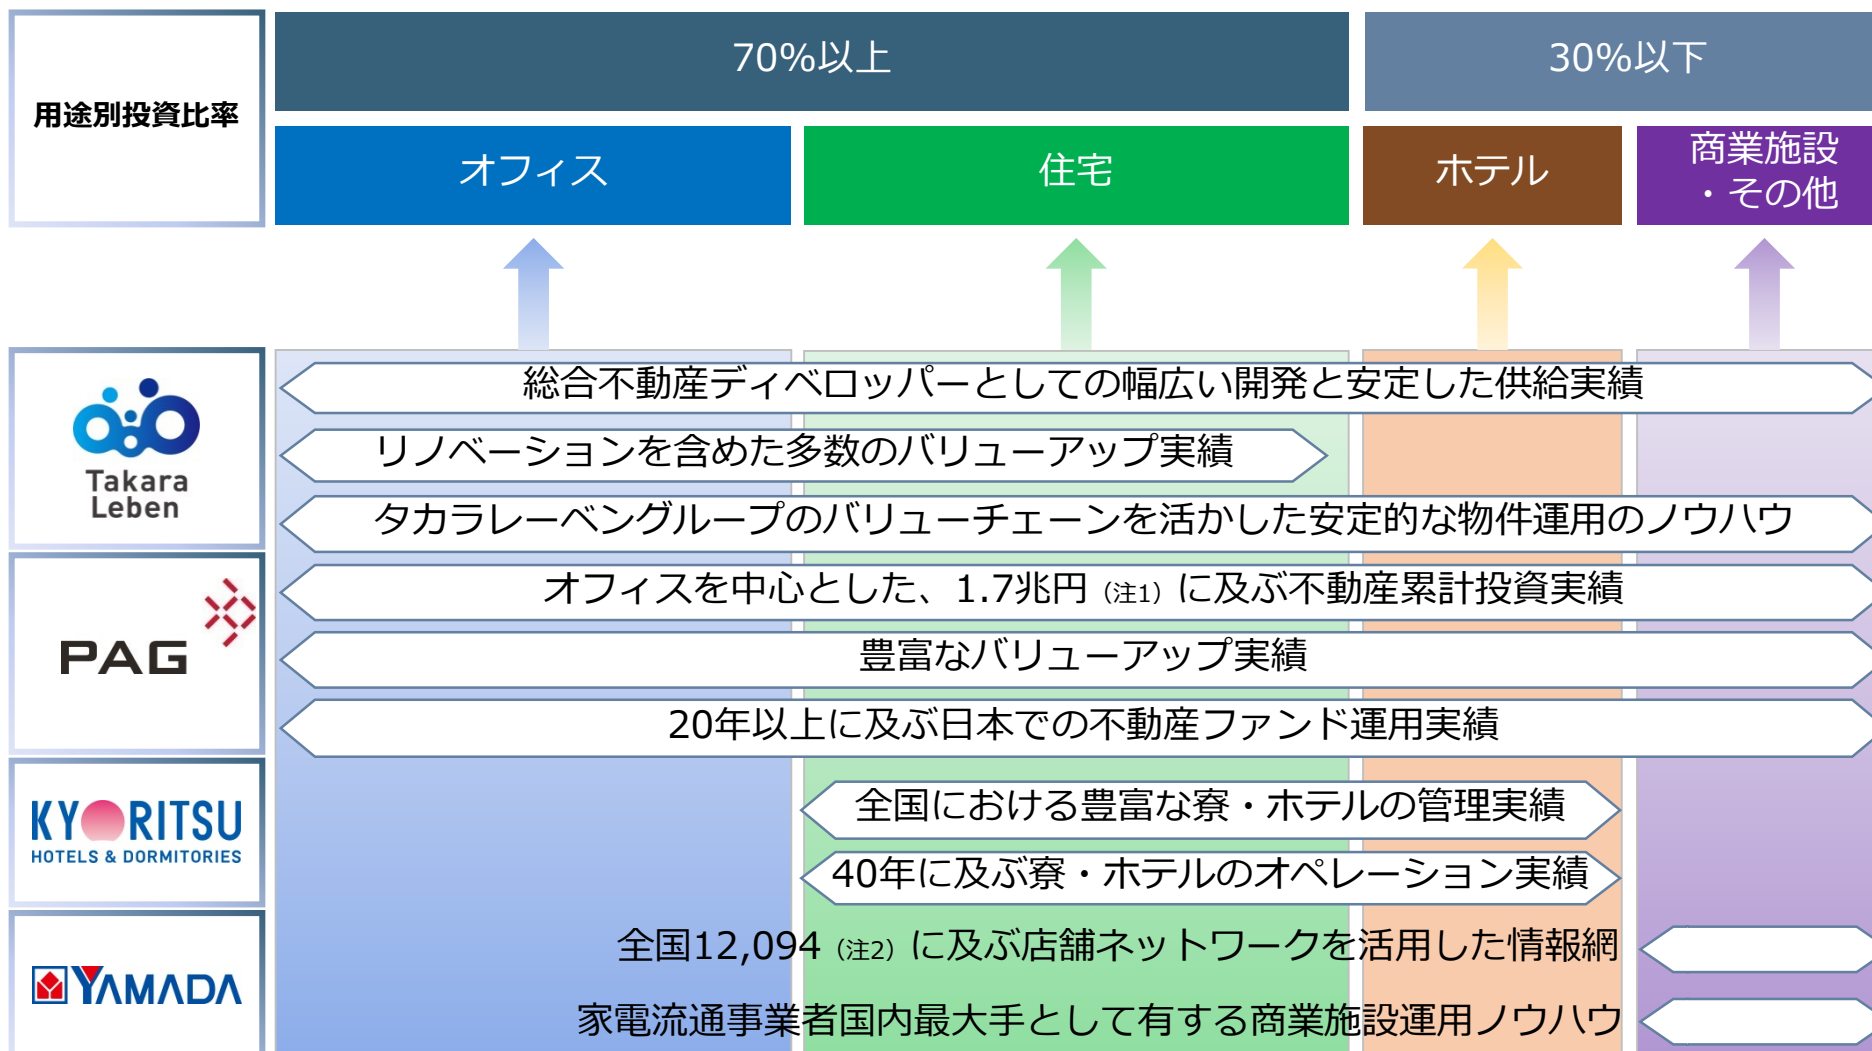 用途別投資比率
70%以上
30%以下
オフィス
住宅
ホテル
商業施設
・その他
Takara
Leben
総合不動産ディベロッパーとしての幅広い開発と安定した供給実績
リノベーションを含めた多数のバリューアップ実績
タカラレーベングループのバリューチェーンを活かした安定的な物件運用のノウハウ
PAG
オフィスを中心とした、1.7兆円（注1）に及ぶ不動産累計投資実績
豊富なバリューアップ実績
20年以上に及ぶ日本での不動産ファンド運用実績
KYORITSU
HOTELS & DORMITORIES
全国における豊富な寮・ホテルの管理実績
40年に及ぶ寮・ホテルのオペレーション実績
YAMADA
全国12,094（注2）に及ぶ店舗ネットワークを活用した情報網
家電流通事業者国内最大手として有する商業施設運用ノウハウ